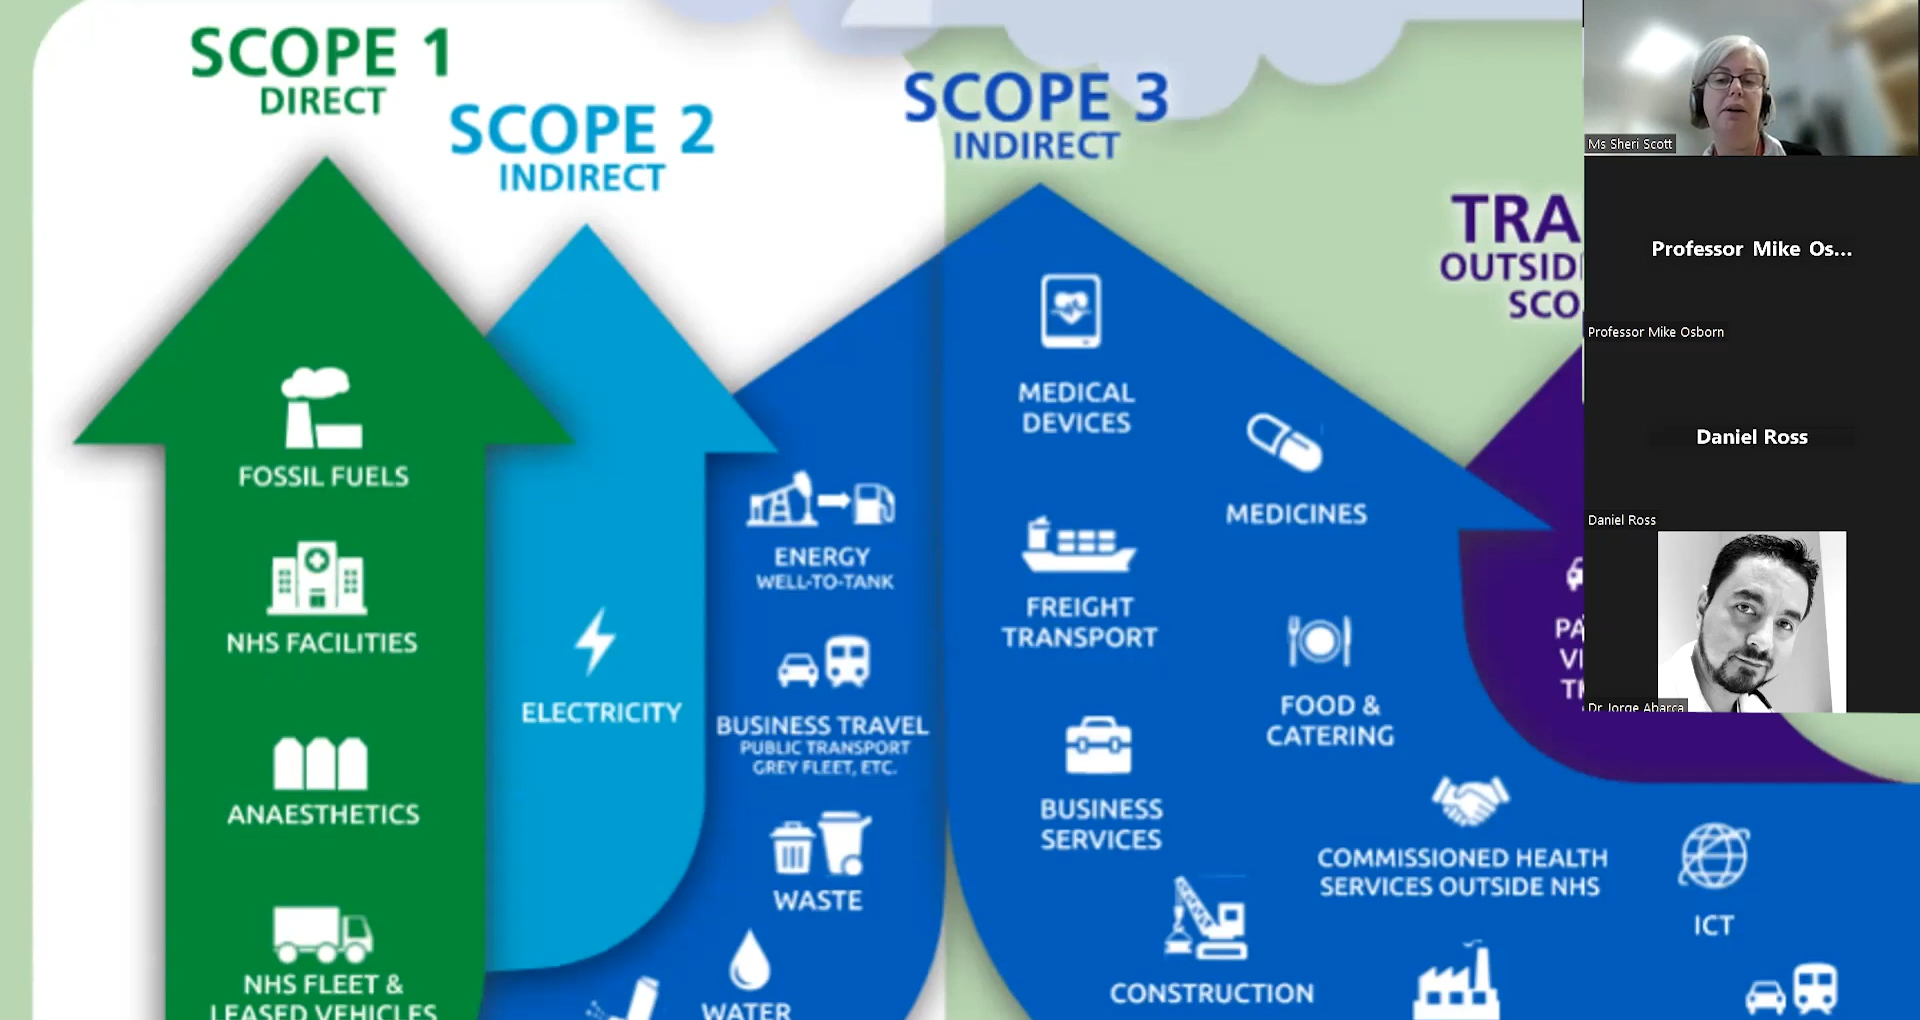 SCOPE 1
DIRECT
SCOPE 2
INDIRECT
SCOPE 3
INDIRECT
TRA
OUTSID
SCO
FOSSIL FUELS
NHS FACILITIES
ANAESTHETICS
NHS FLEET &
LEASED VEHICLES
ELECTRICITY
ENERGY
WELL-TO-TANK
BUSINESS TRAVEL
PUBLIC TRANSPORT
GREY FLEET, ETC.
WASTE
WATER
MEDICAL
DEVICES
MEDICINES
FREIGHT
TRANSPORT
FOOD &
CATERING
BUSINESS
SERVICES
COMMISSIONED HEALTH
SERVICES OUTSIDE NHS
ICT
CONSTRUCTION
PA
VI
Ms Sheri Scott
Professor Mike Os...
Professor Mike Osborn
Daniel Ross
Daniel Ross
Dr Jorge Abarca